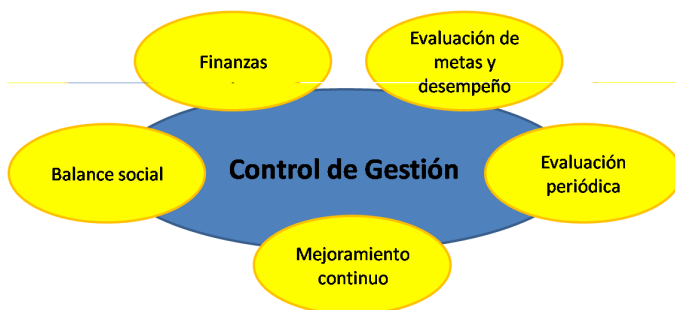 Finanzas
Evaluación de
metas y
desempeño
Balance social
Control de Gestión
Evaluación
periódica
Mejoramiento
continuo